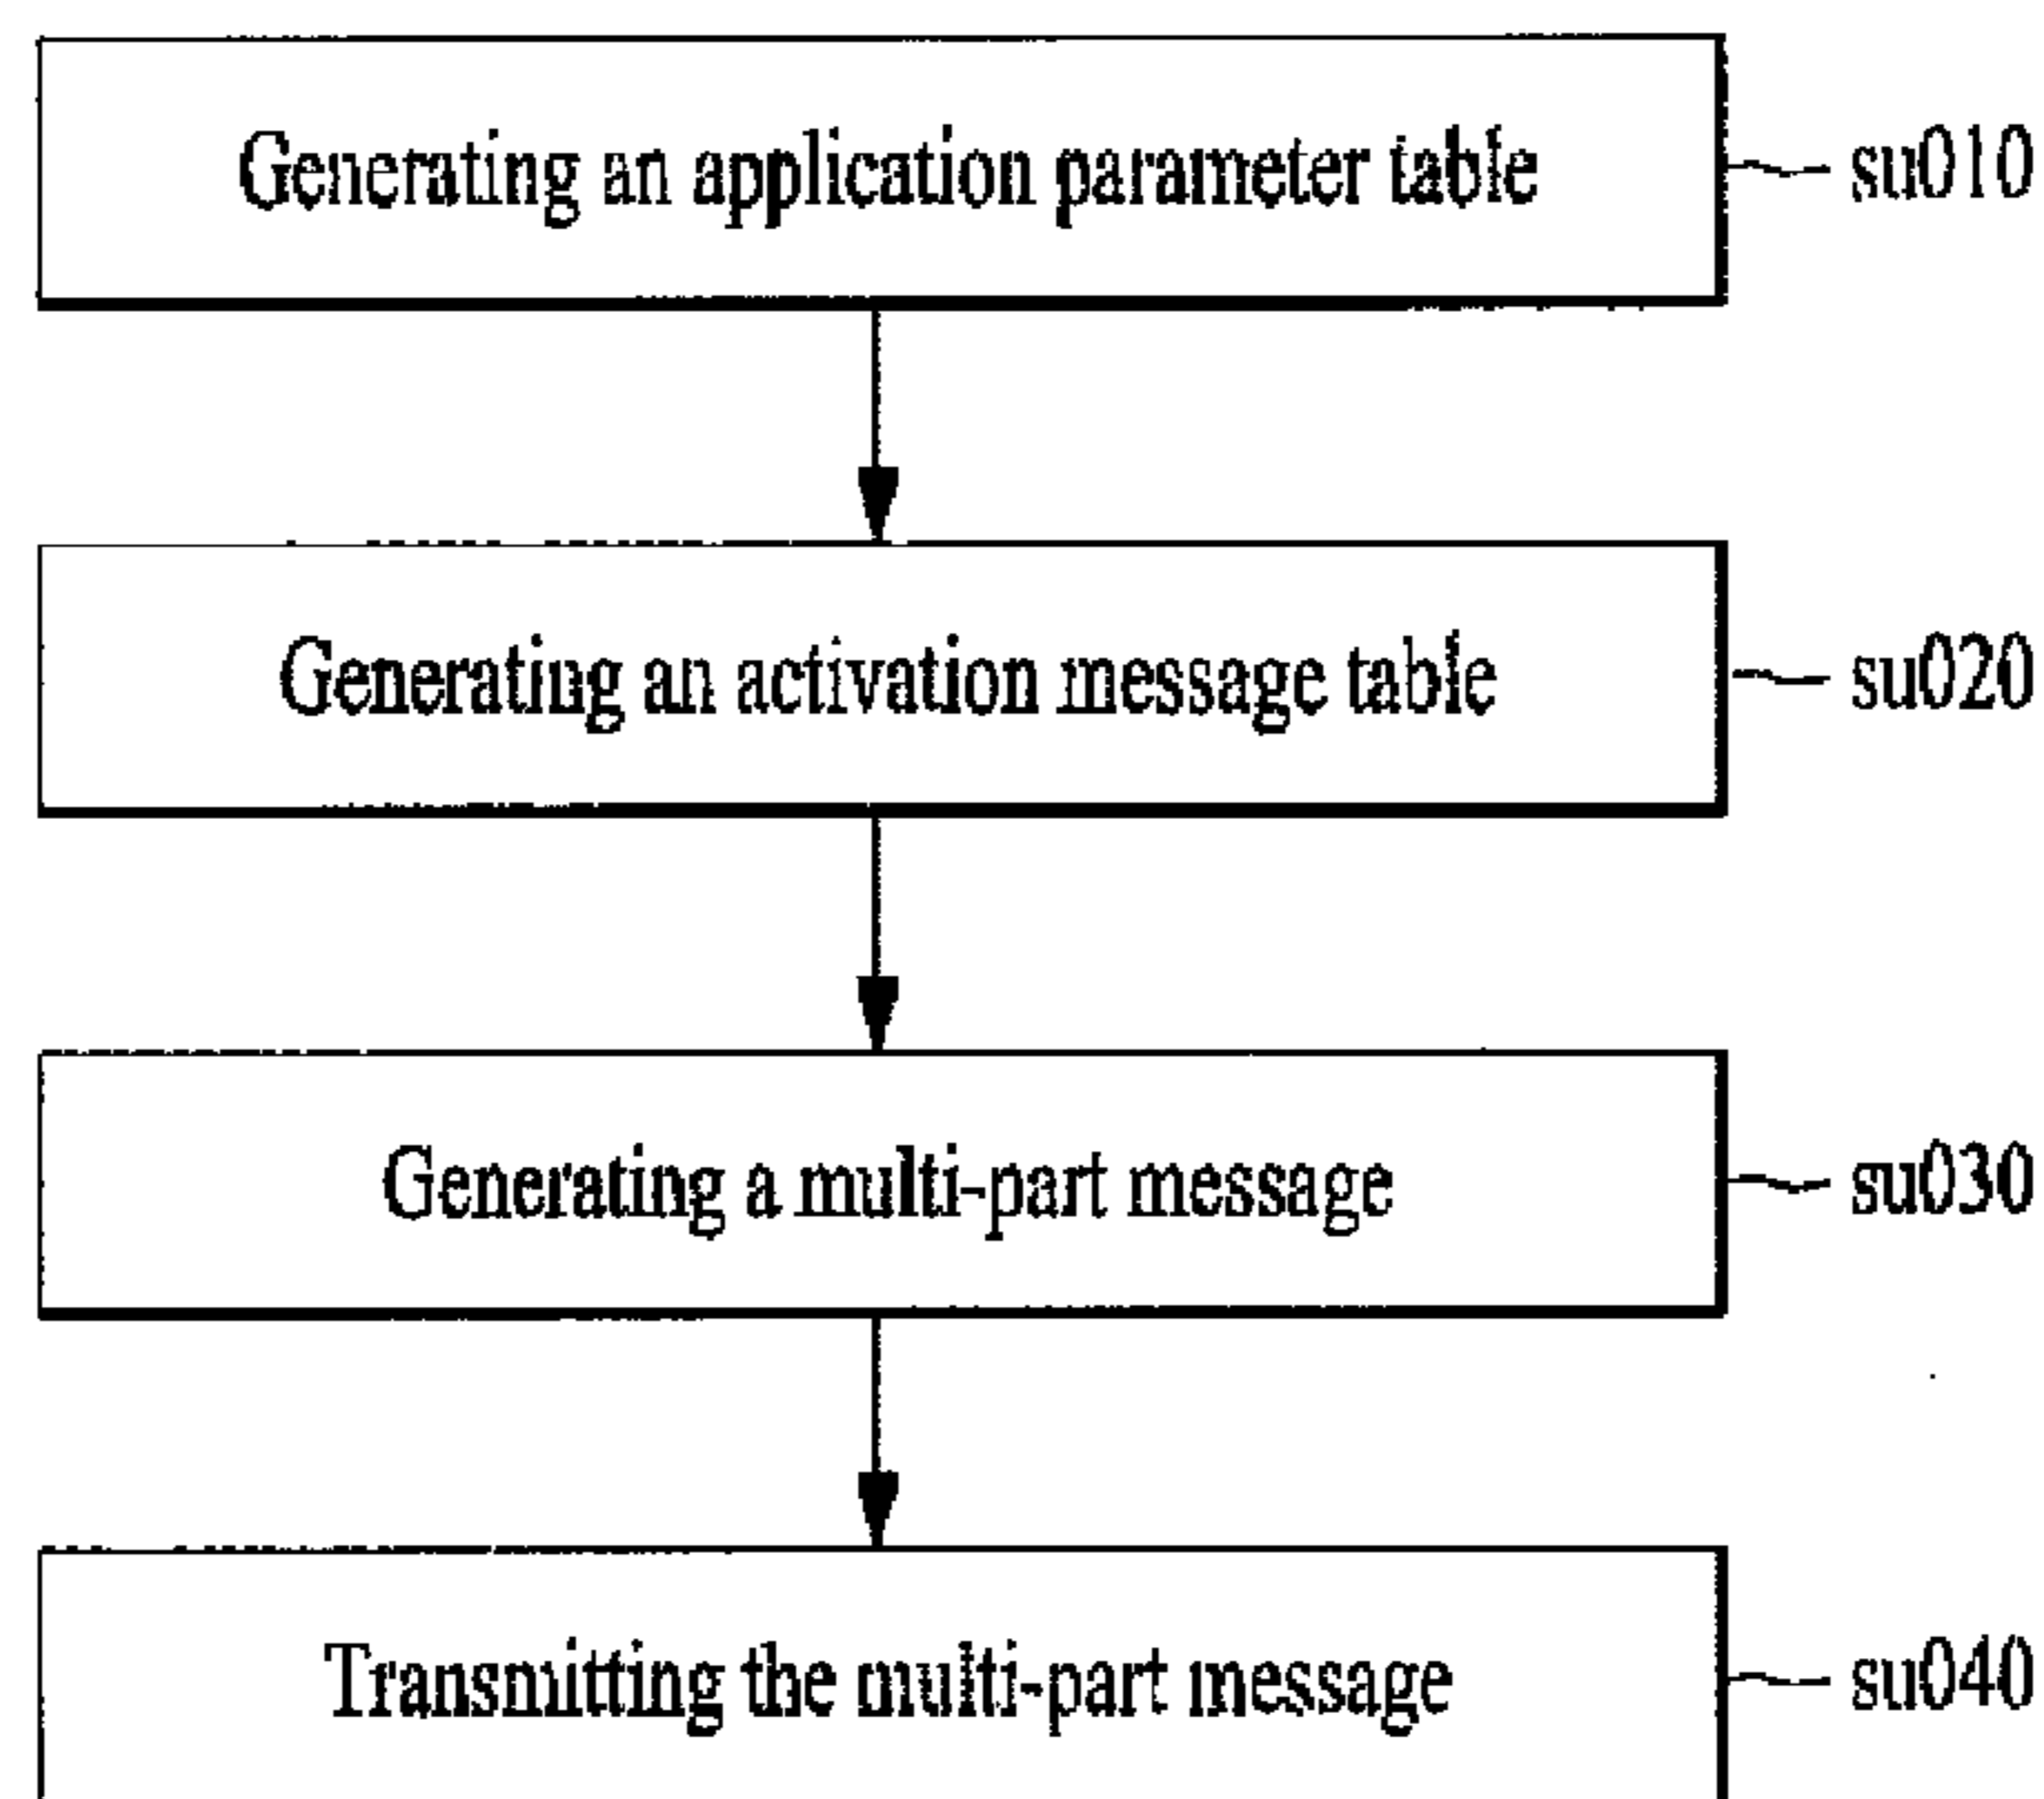 Generating an application parameter table
su010
Generating an activation message table
su020
Generating a multi-part message
su030
Transmitting the multi-part message
su040